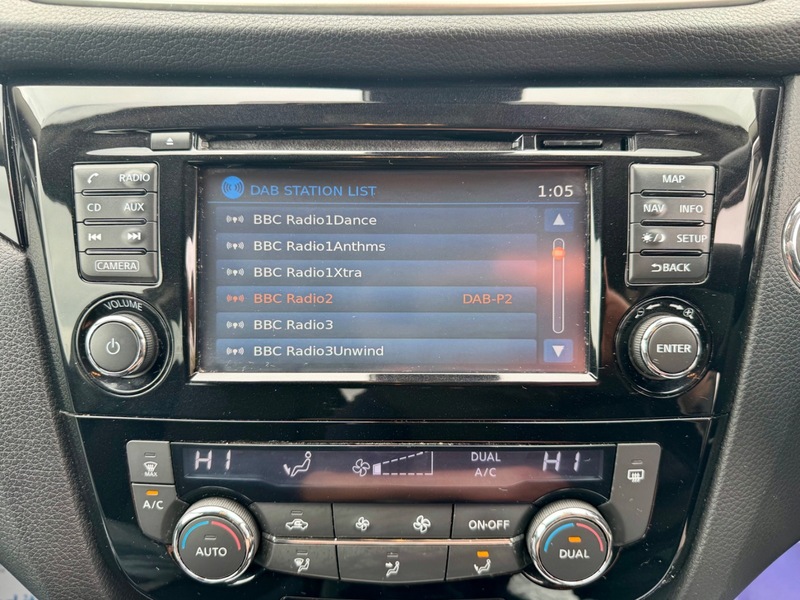 RADIO
CD AUX
CAMERA
VOLUME
DAB STATION LIST 1:05
BBC Radio1Dance
BBC Radio1Anthms
BBC Radio1Xtra
BBC Radio2 DAB-P2
BBC Radio3
BBC Radio3Unwind
MAP
NAV INFO
SETUP
BACK
ENTER
MAX
A/C
HI
DUAL
A/C
HI
AUTO
ON·OFF
DUAL